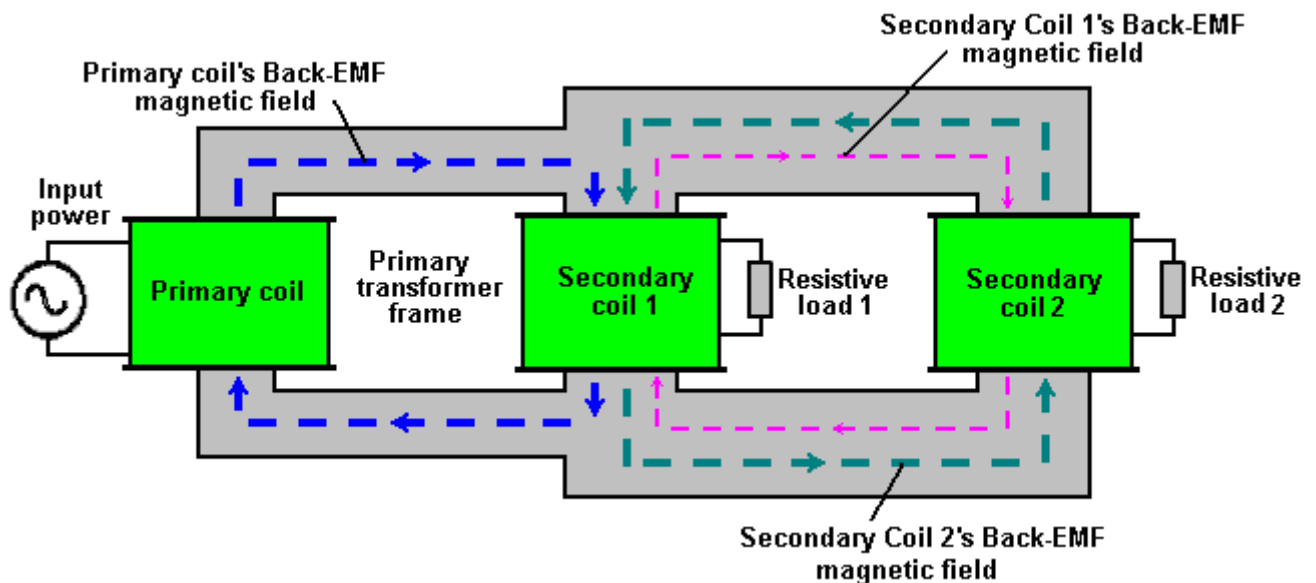 Secondary Coil 1's Back-EMF
magnetic field
Primary coil's Back-EMF
magnetic field
Input
power
Primary coil
Primary
transformer
frame
Secondary
coil 1
Resistive
load 1
Secondary
coil 2
Resistive
load 2
Secondary Coil 2's Back-EMF
magnetic field